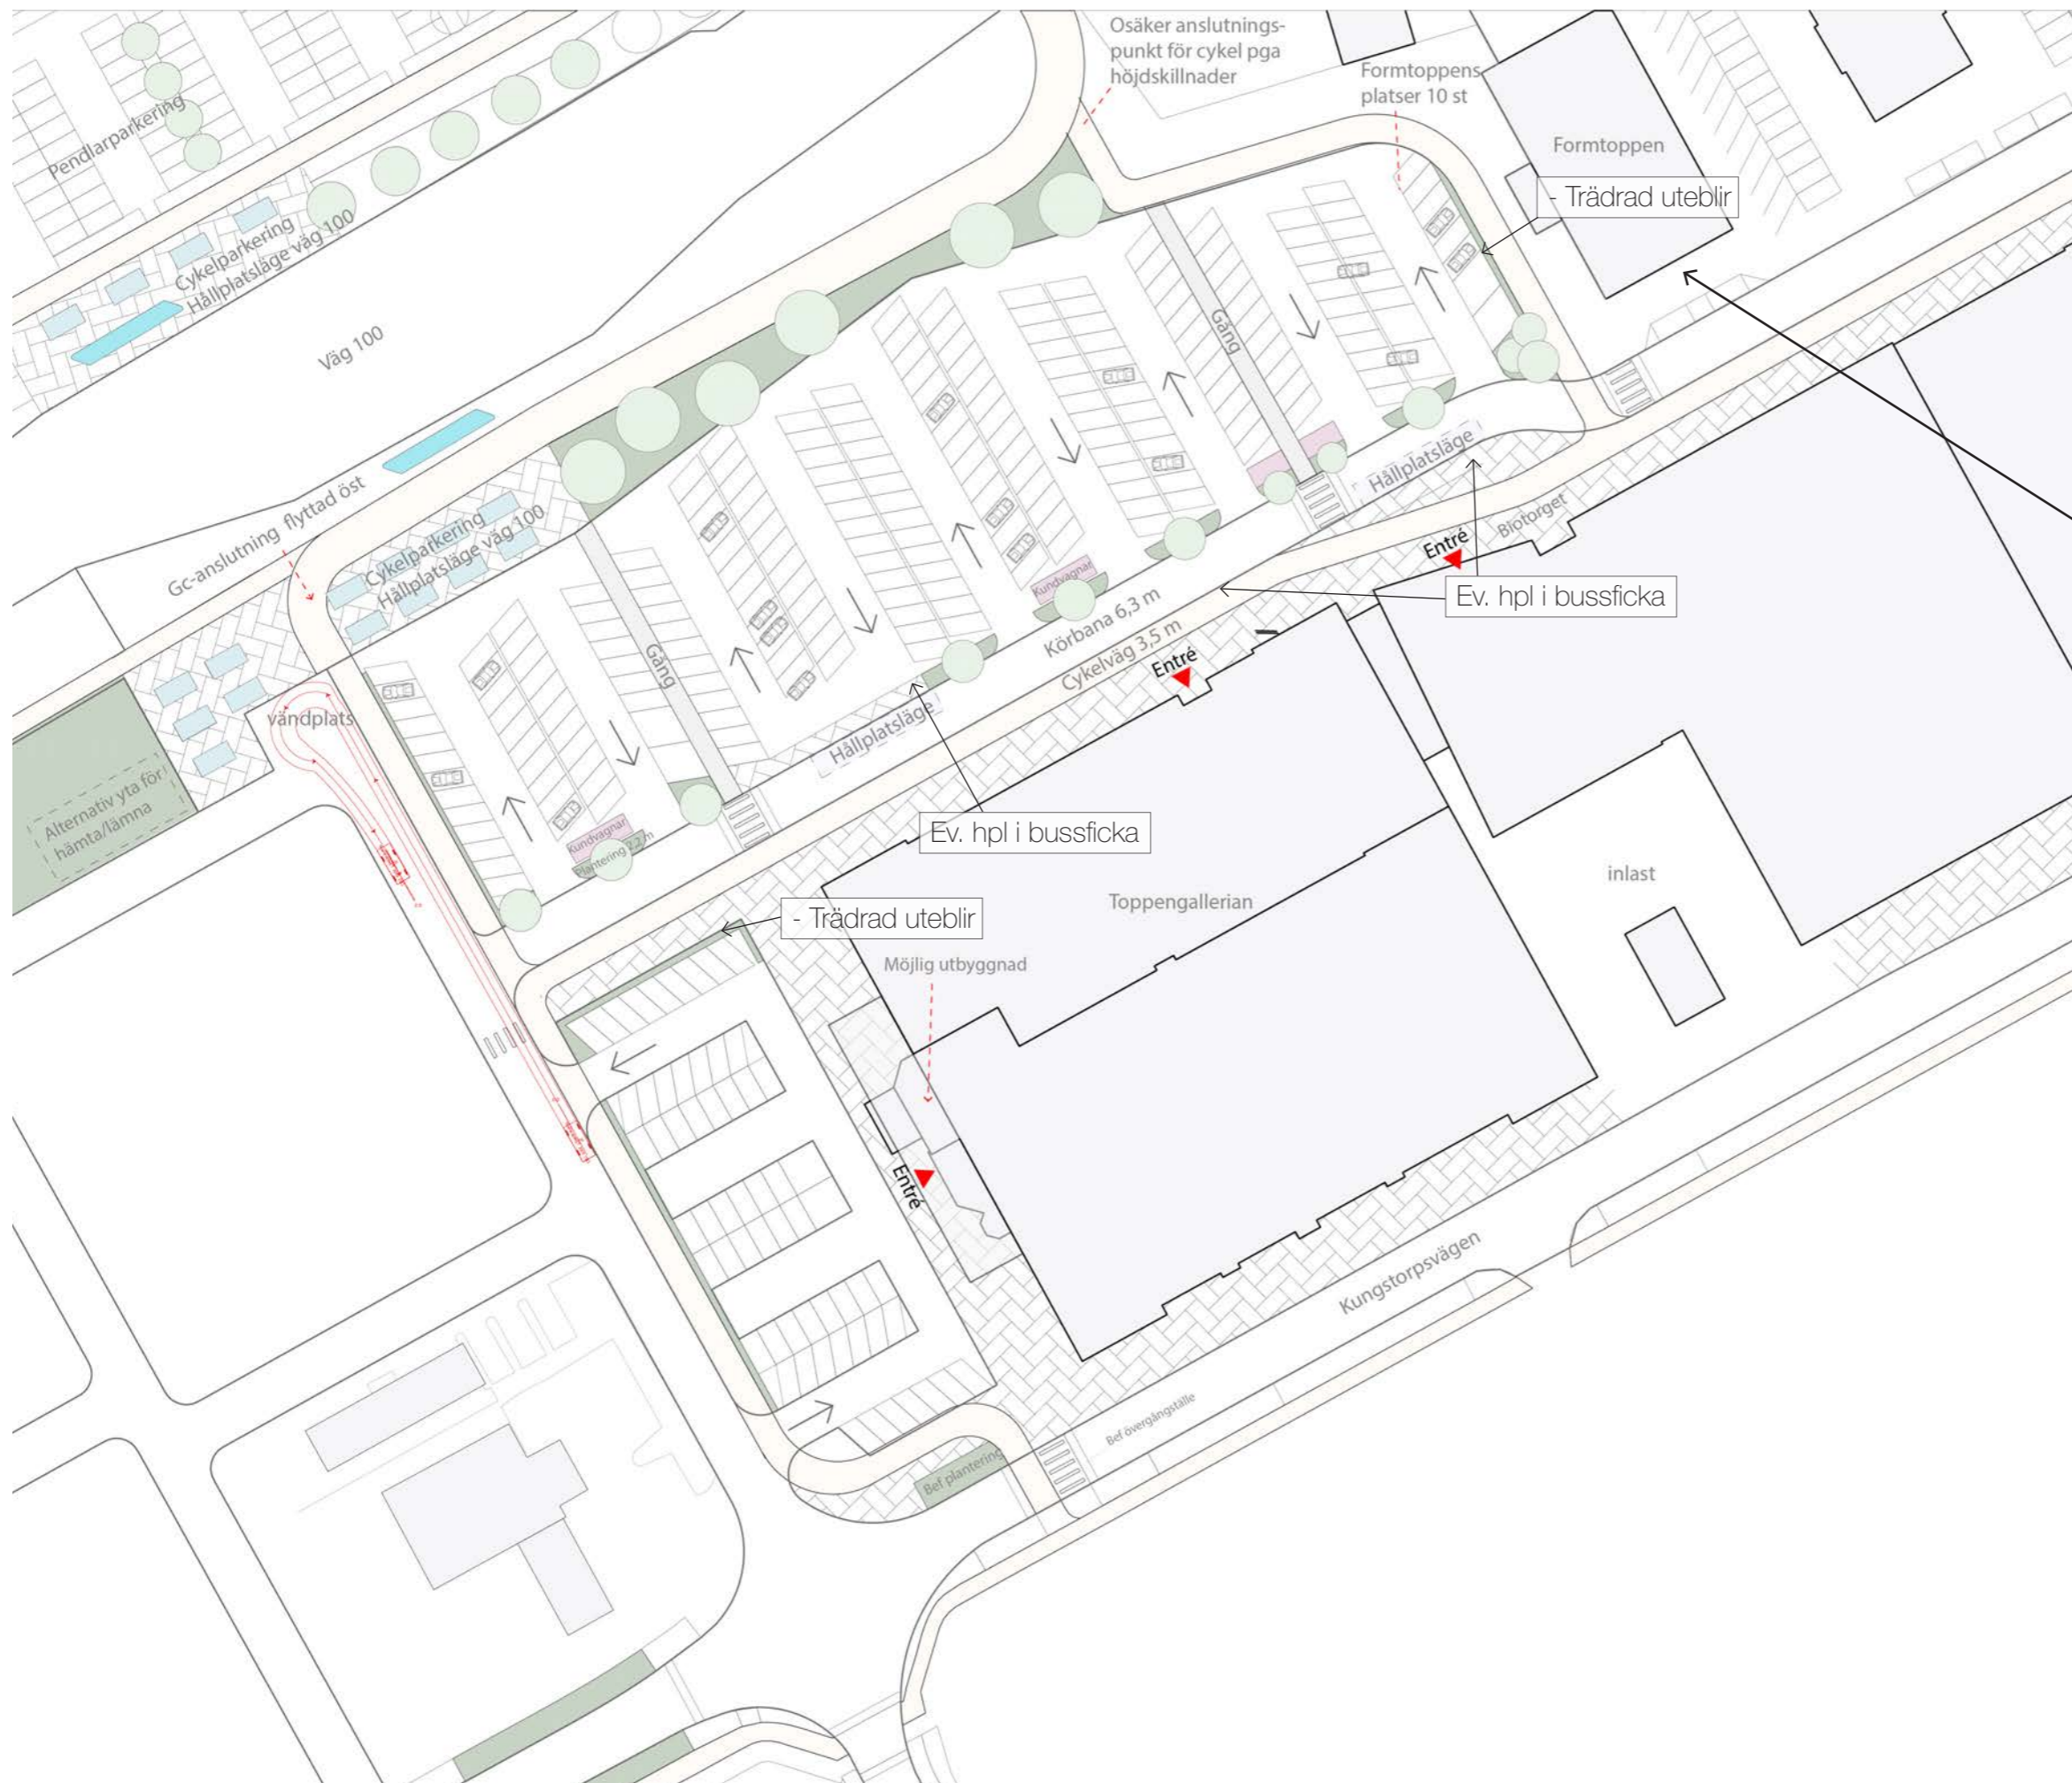 Osäker anslutnings-
punkt för cykel pga
höjdskillnader
Formtoppens
platser 10 st
Formtoppen
- Trädrad uteblir
Pendlarparkering
Cykelparkering
Hållplatsläge väg 100
Väg 100
Gång
Hållplatsläge
Biotorget
Entré
Ev. hpl i bussficka
Gc-anslutning flyttad öst
Cykelparkering
Hållplatsläge väg 100
Kundvagnar
Körbana 6,3 m
Cykelväg 3,5 m
Entré
Gång
Hållplatsläge
vändplats
Alternativ yta för
hämta/lämna
Kundvagnar
Plantering 2,2 m
Ev. hpl i bussficka
inlast
Toppengallerian
- Trädrad uteblir
Möjlig utbyggnad
Entré
Kungstorpsvägen
Bef övergångställe
Bef plantering